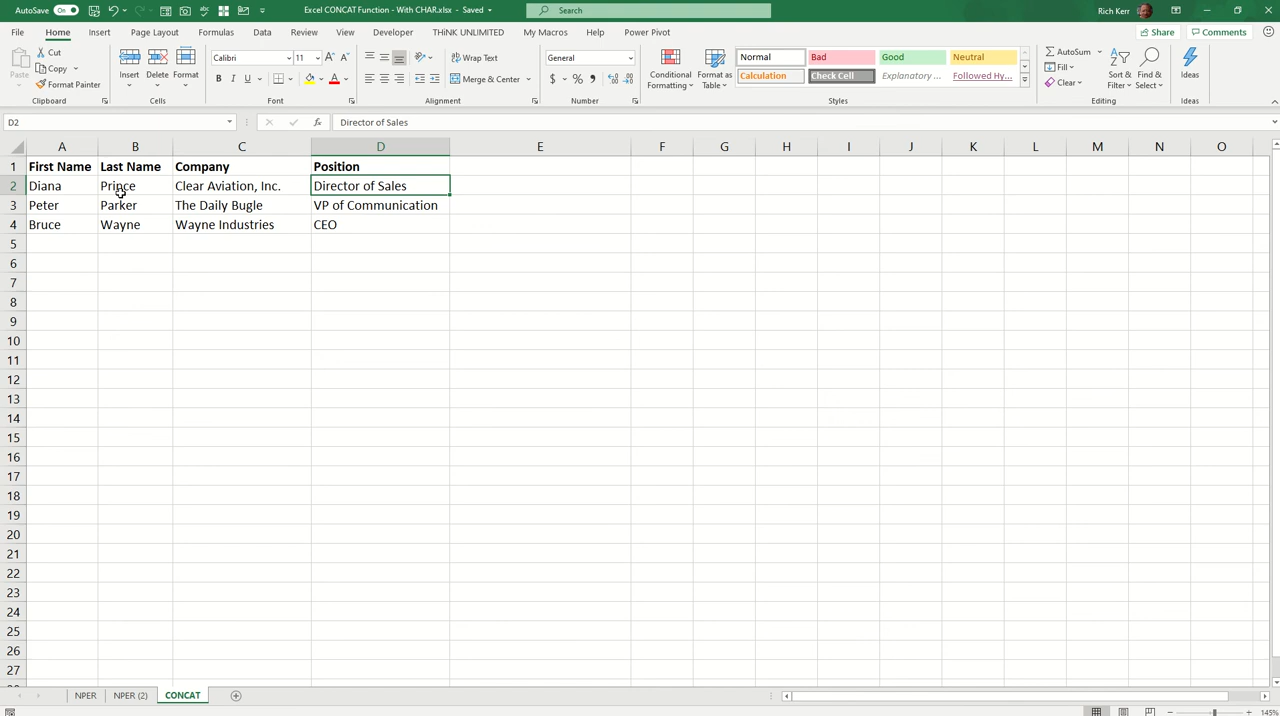 AutoSave On Excel CONCAT Function - With CHAR.xlsx - Saved Search Rich Kerr
File Home Insert Page Layout Formulas Data Review View Developer THINK UNLIMITED My Macros Help Power Pivot Share Comments
Paste Cut Copy Format Painter Clipboard
Insert Delete Format Cells
Calibri 11 B I U A A A Font
Wrap Text Merge & Center Alignment
General $ % Number
Conditional Formatting Format as Table
Normal Bad Good Neutral
Calculation Check Cell Explanatory ... Followed Hy...
Styles
AutoSum Fill Clear Sort & Filter Find & Select Editing
Ideas Ideas
D2 fx Director of Sales
A B C D E F G H I J K L M N O
1 First Name Last Name Company Position
2 Diana Prince Clear Aviation, Inc. Director of Sales
3 Peter Parker The Daily Bugle VP of Communication
4 Bruce Wayne Wayne Industries CEO
5
6
7
8
9
10
11
12
13
14
15
16
17
18
19
20
21
22
23
24
25
26
27
NPER NPER (2) CONCAT
145%